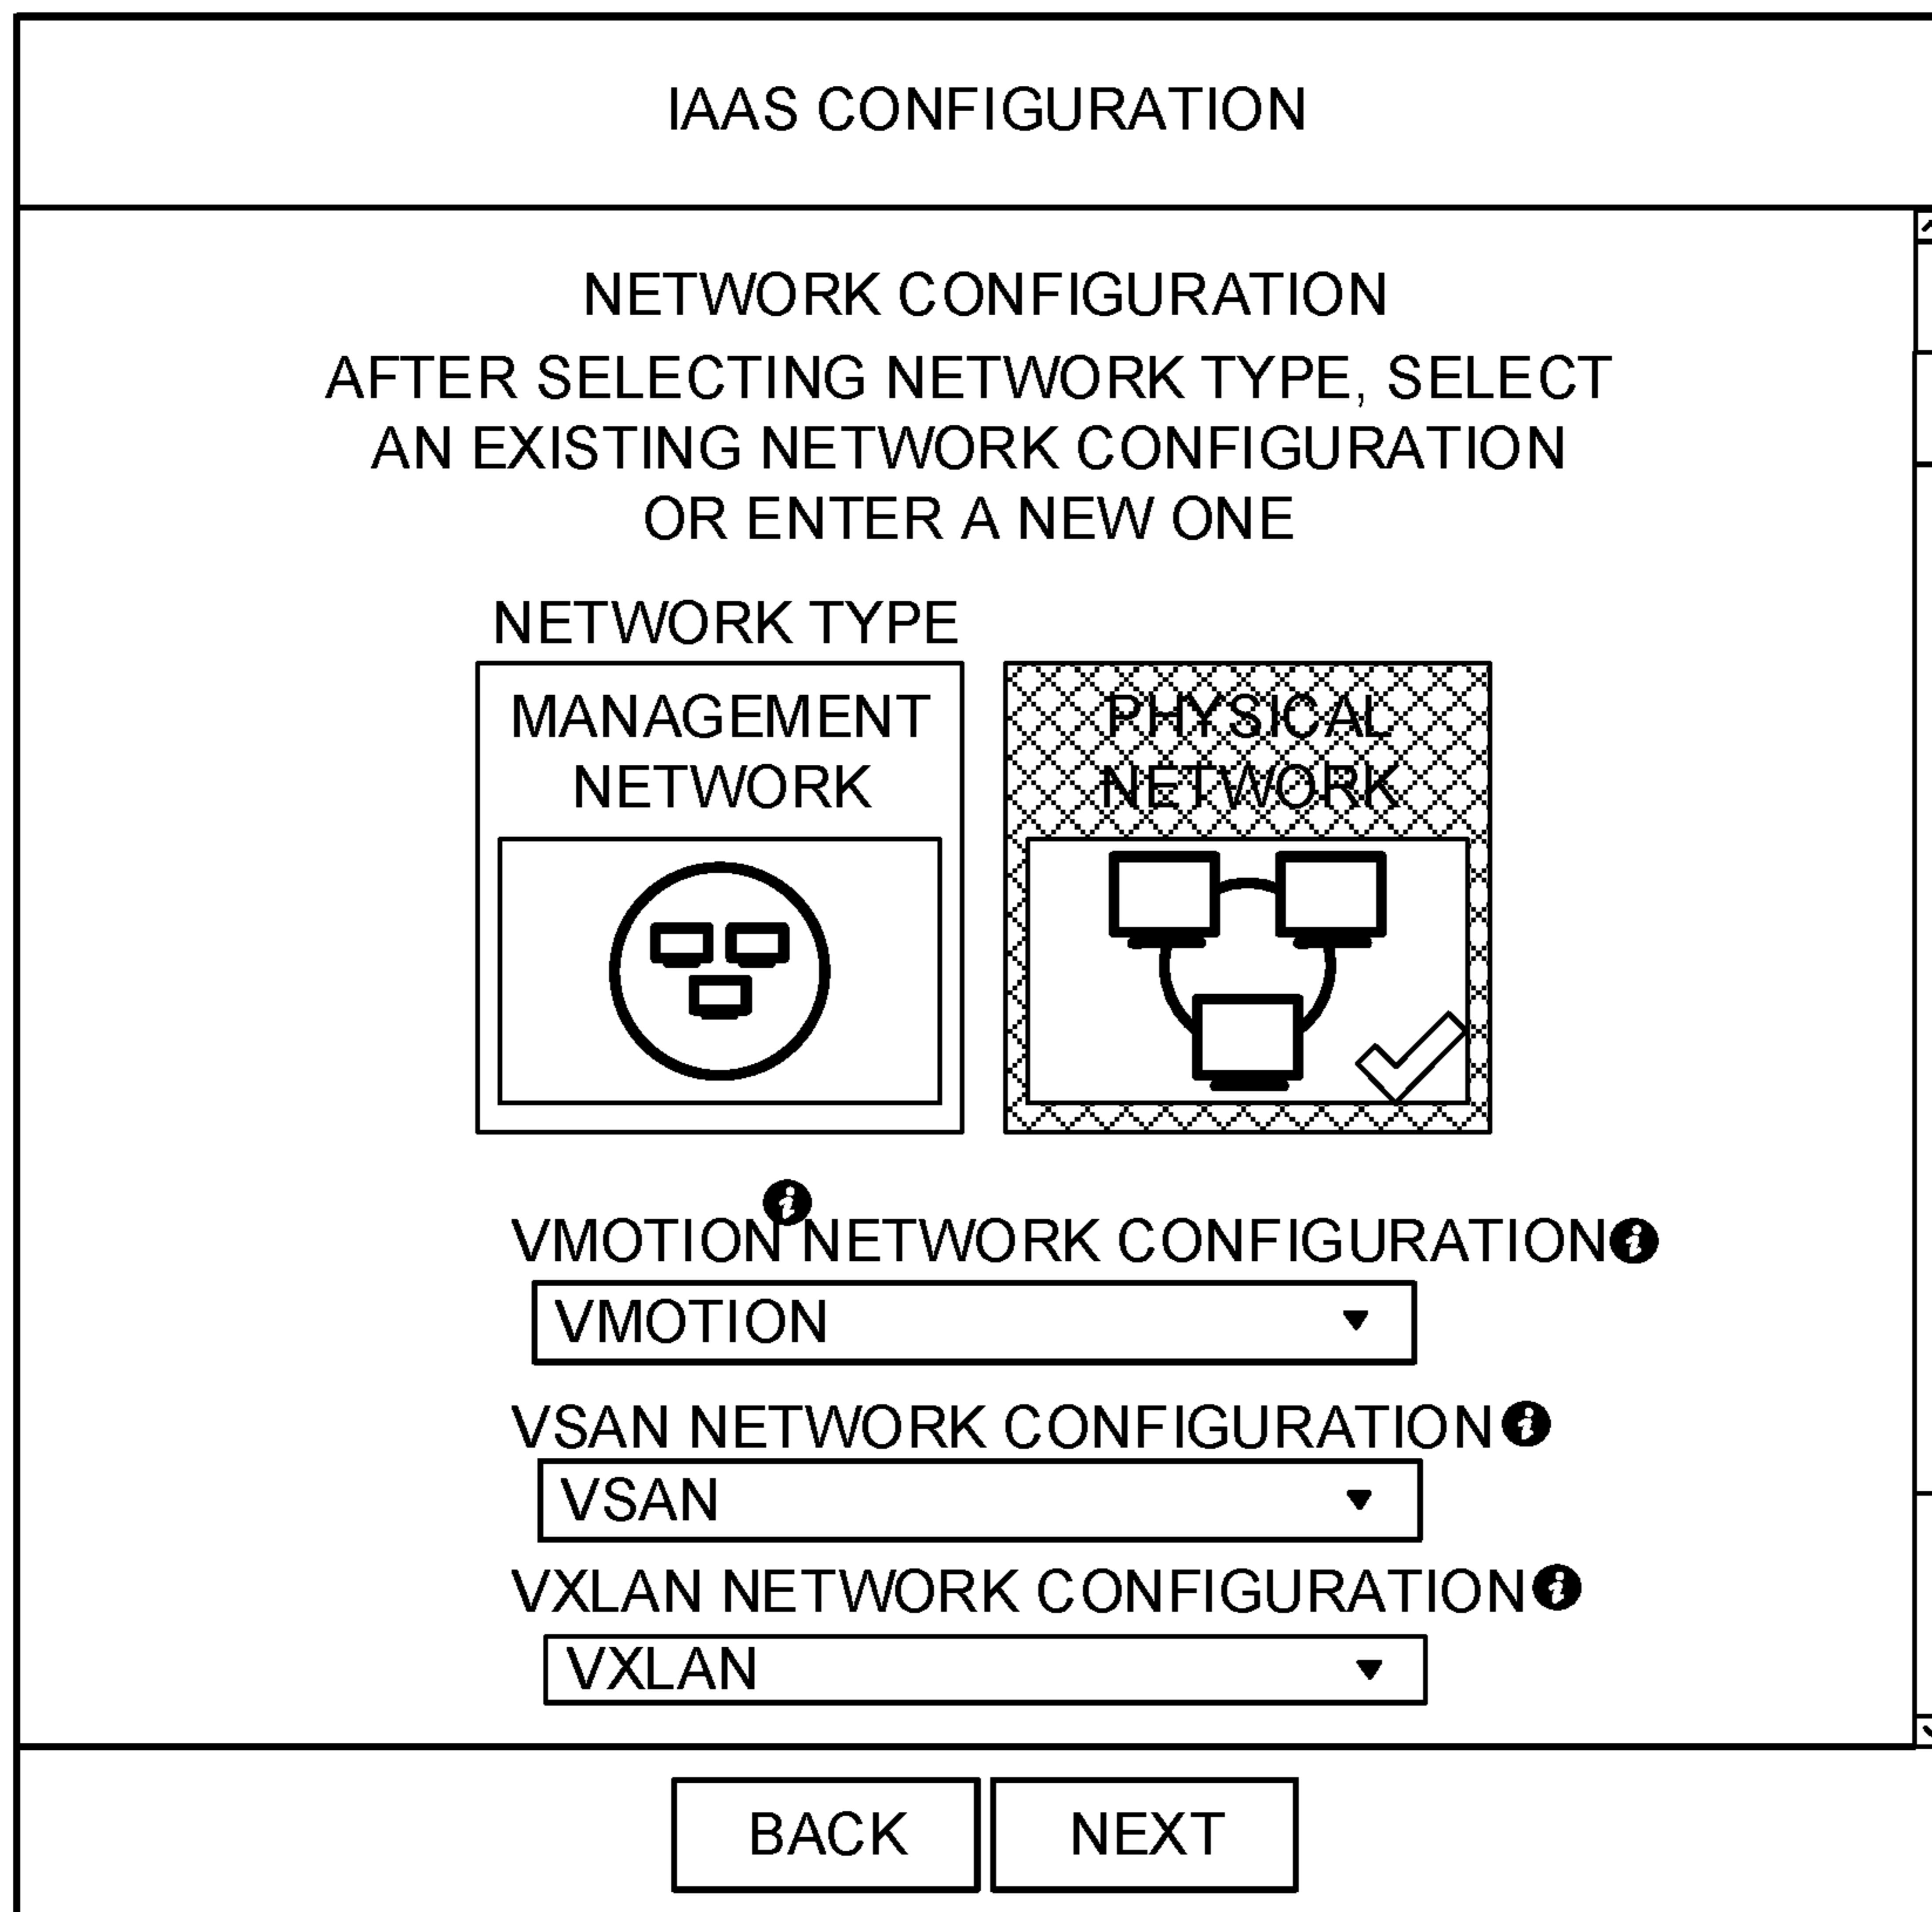 IAAS CONFIGURATION
NETWORK CONFIGURATION
AFTER SELECTING NETWORK TYPE, SELECT
AN EXISTING NETWORK CONFIGURATION
OR ENTER A NEW ONE
NETWORK TYPE
MANAGEMENT
NETWORK
PHYSICAL
NETWORK
VMOTION NETWORK CONFIGURATION
VMOTION
VSAN NETWORK CONFIGURATION
VSAN
VXLAN NETWORK CONFIGURATION
VXLAN
BACK
NEXT